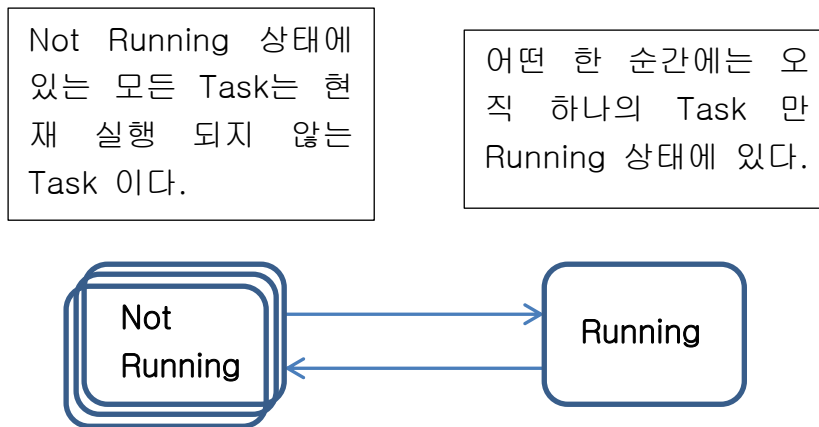 Not Running 상태에
있는 모든 Task는 현
재 실행 되지 않는
Task 이다.
어떤 한 순간에는 오
직 하나의 Task 만
Running 상태에 있다.
Not
Running
Running